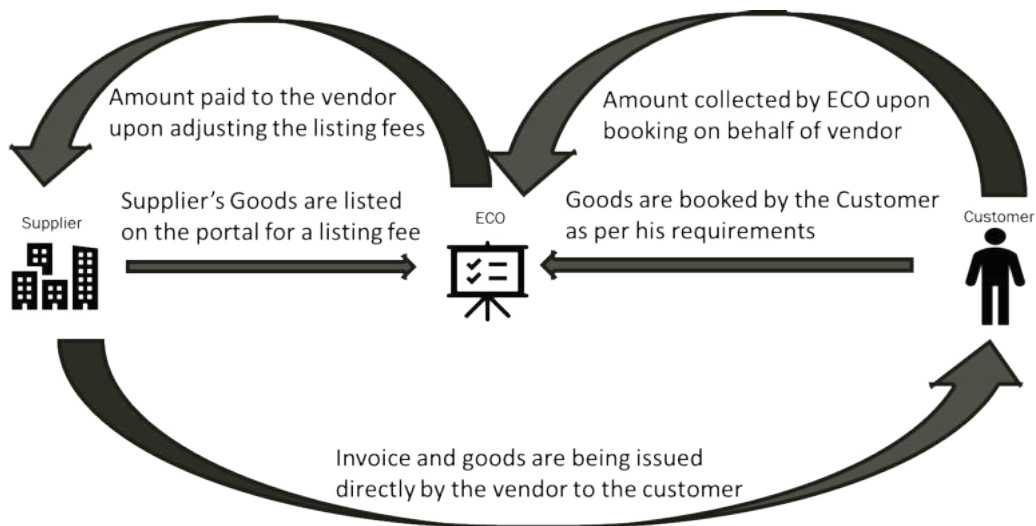 Amount paid to the vendor
upon adjusting the listing fees
Amount collected by ECO upon
booking on behalf of vendor
Supplier
Supplier's Goods are listed
on the portal for a listing fee
ECO
Goods are booked by the Customer
as per his requirements
Customer
Invoice and goods are being issued
directly by the vendor to the customer